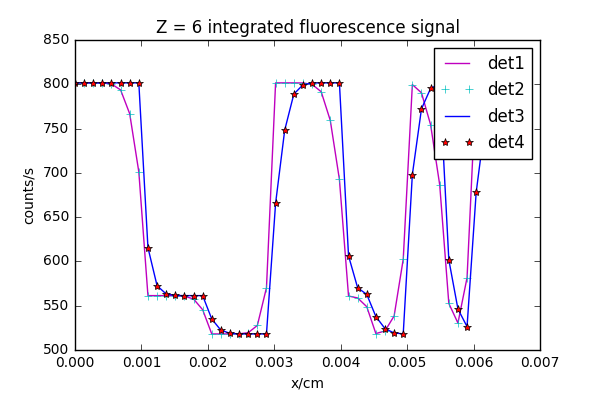 Z = 6 integrated fluorescence signal
850
800
750
700
650
600
550
500
counts/s
det1
det2
det3
det4
0.000 0.001 0.002 0.003 0.004 0.005 0.006 0.007
x/cm